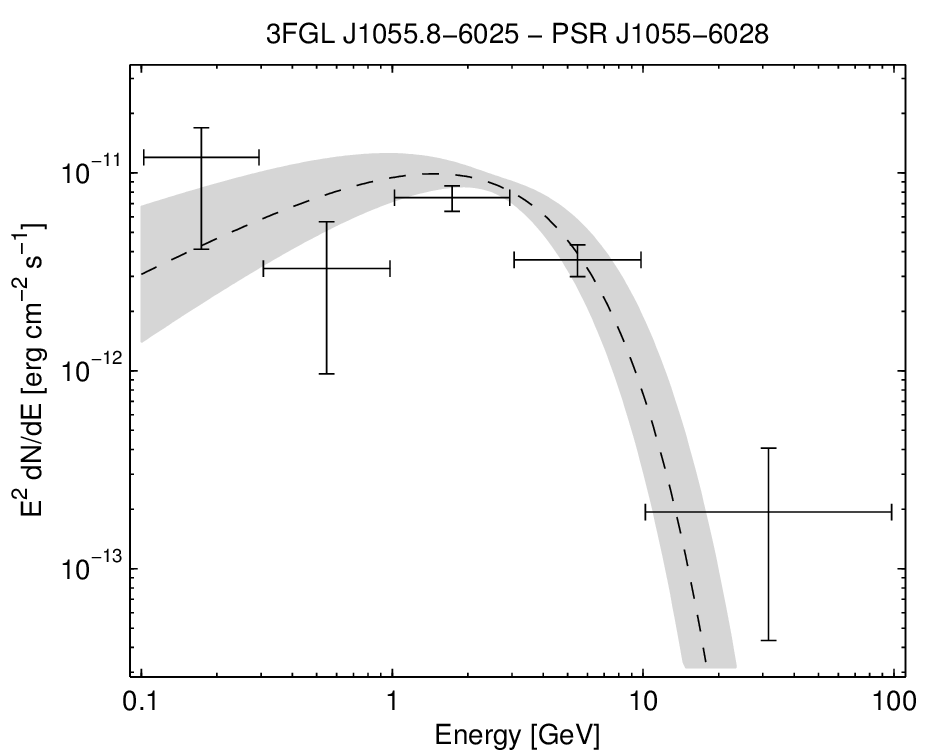 3FGL J1055.8−6025 − PSR J1055−6028
E² dN/dE [erg cm⁻² s⁻¹]
10⁻¹¹
10⁻¹²
10⁻¹³
0.1 1 10 100
Energy [GeV]